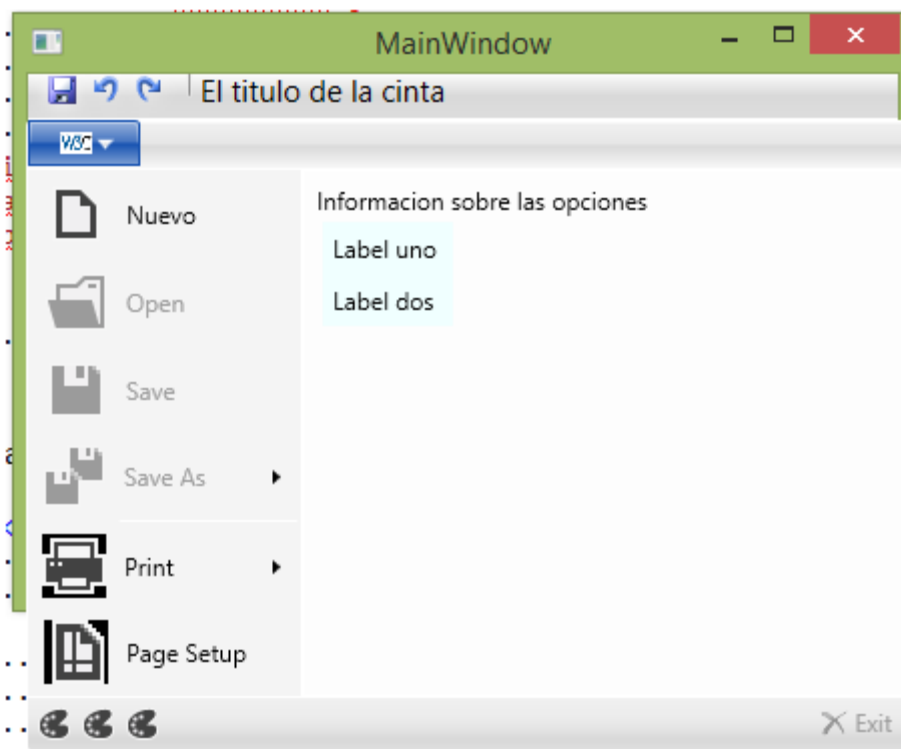 MainWindow
El titulo de la cinta
W3C
Nuevo
Informacion sobre las opciones
Label uno
Open
Label dos
Save
Save As
Print
Page Setup
Exit